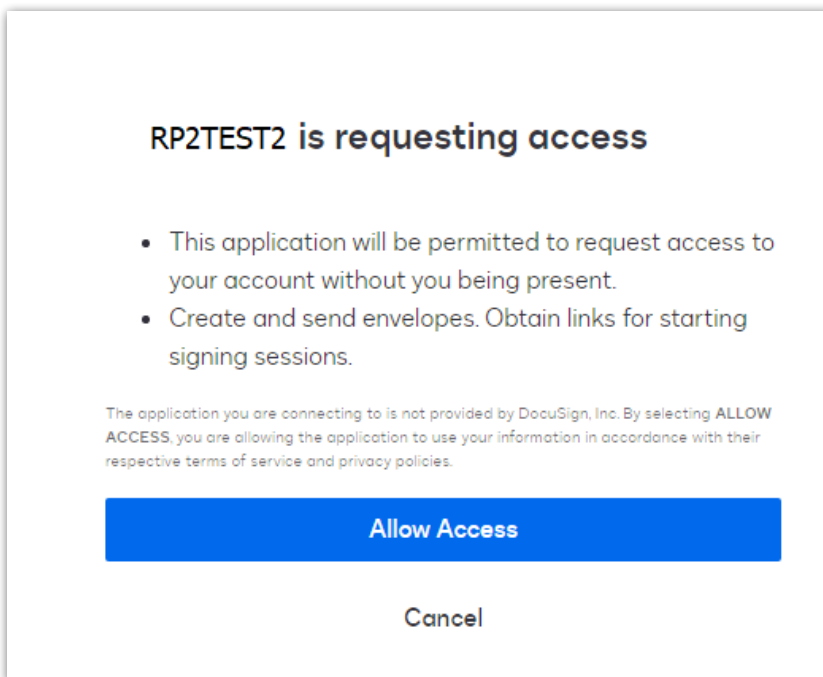 RP2TEST2 is requesting access
• This application will be permitted to request access to
your account without you being present.
• Create and send envelopes. Obtain links for starting
signing sessions.
The application you are connecting to is not provided by DocuSign, Inc. By selecting ALLOW
ACCESS, you are allowing the application to use your information in accordance with their
respective terms of service and privacy policies.
Allow Access
Cancel